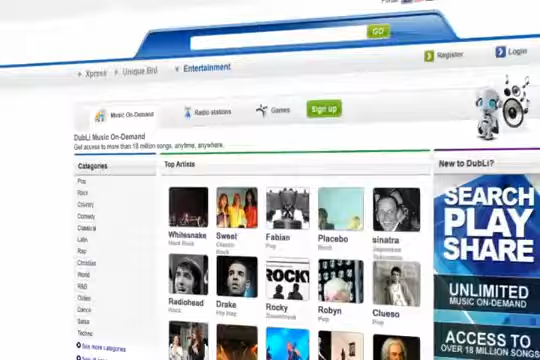 GO
Register
Login
Xpress
Unique Bid
Entertainment
Music On-Demand
Radio stations
Games
Sign up
DubLi Music On-Demand
Get access to more than 18 million songs, anytime, anywhere.
Categories
Top Artists
New to DubLi?
Pop
Rock
Country
Comedy
Classical
Latin
Rap
Christian
World
R&B
Oldies
Dance
Salsa
Techno
See more categories
Whitesnake
Hard Rock
Sweet
Classic
Rock
Fabian
Pop
Placebo
Rock
sinatra
Radiohead
Rock
Drake
Hip Hop
ROCKY
Rocky
Soundtrack
Robyn
Pop
Clueso
Pop
SEARCH
PLAY
SHARE
UNLIMITED
MUSIC ON-DEMAND
ACCESS TO
OVER 18 MILLION SONGS